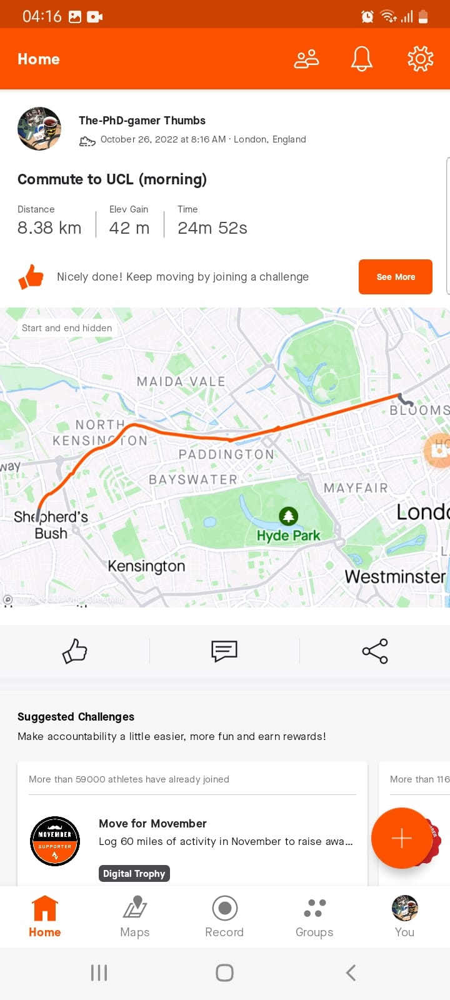 04:16
Home
The-PhD-gamer Thumbs
October 26, 2022 at 8:16 AM · London, England
Commute to UCL (morning)
Distance Elev Gain Time
8.38 km 42 m 24m 52s
Nicely done! Keep moving by joining a challenge
See More
Start and end hidden
MAIDA VALE
BLOOMS
NORTH
KENSINGTON
PADDINGTON
way
BAYSWATER
MAYFAIR
Shepherd's
Bush
Hyde Park
Kensington
Westminster
Suggested Challenges
Make accountability a little easier, more fun and earn rewards!
More than 59000 athletes have already joined
More than 116
MOVEMBER
SUPPORTER
Move for Movember
Log 60 miles of activity in November to raise awa...
Digital Trophy
Home Maps Record Groups You